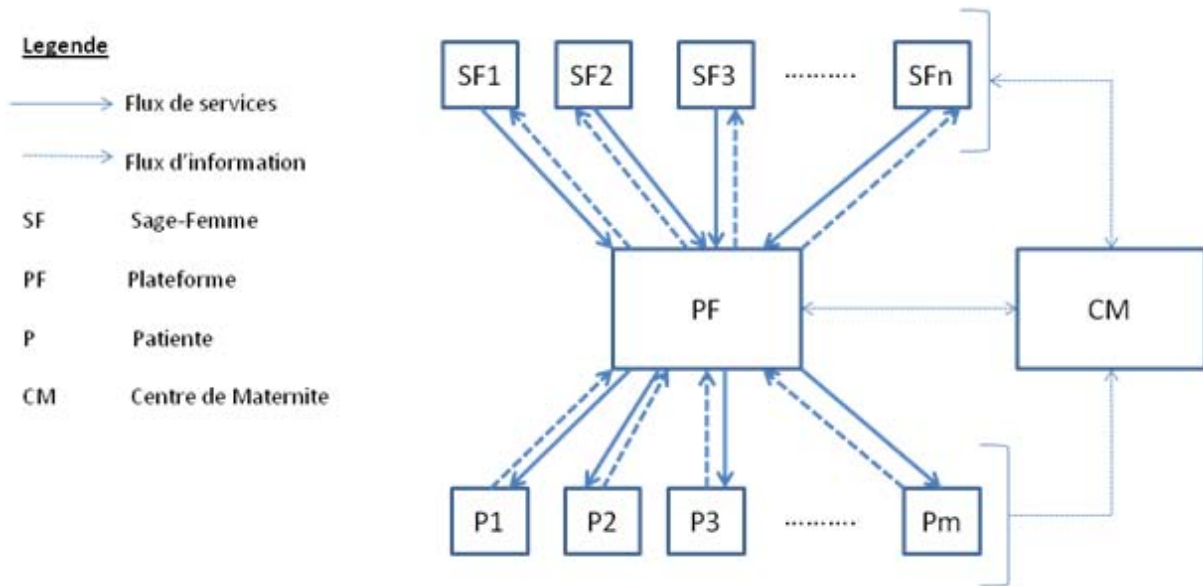 Legende
Flux de services
Flux d'information
SF Sage-Femme
PF Plateforme
P Patiente
CM Centre de Maternite
SF1 SF2 SF3 ......... SFn
PF CM
P1 P2 P3 ......... Pm